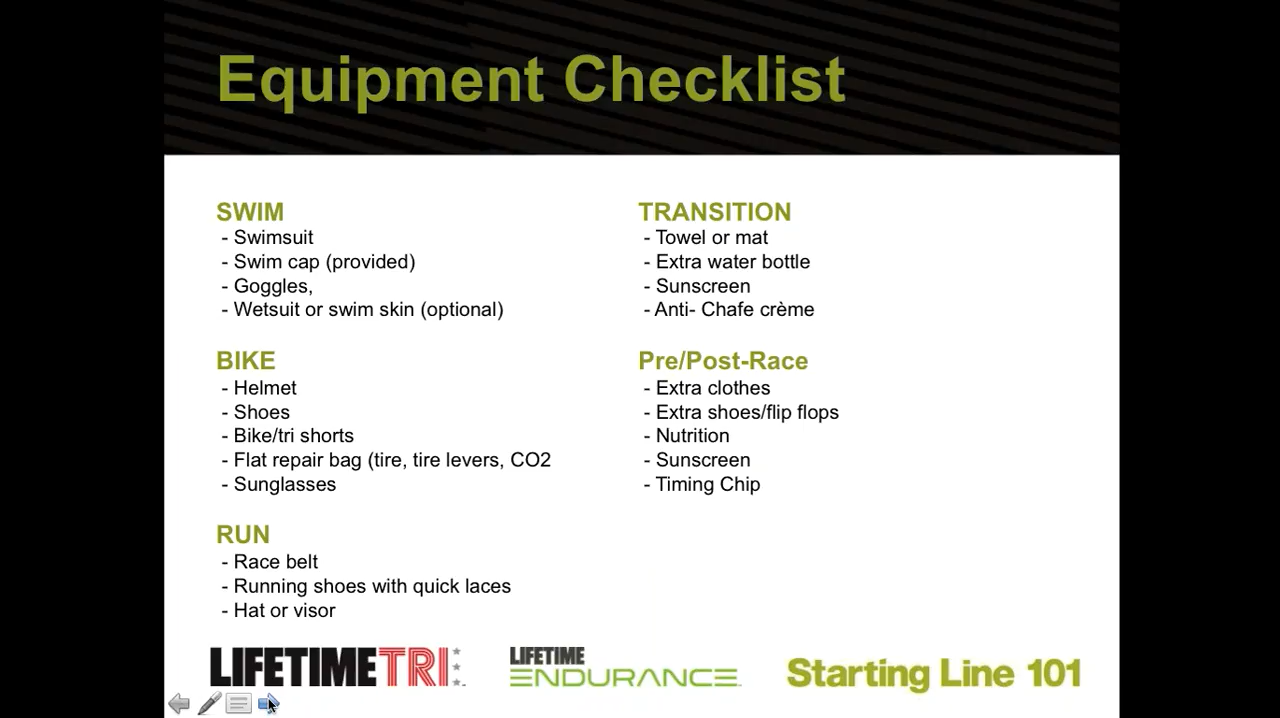 Equipment Checklist
SWIM
- Swimsuit
- Swim cap (provided)
- Goggles,
- Wetsuit or swim skin (optional)
BIKE
- Helmet
- Shoes
- Bike/tri shorts
- Flat repair bag (tire, tire levers, CO2
- Sunglasses
RUN
- Race belt
- Running shoes with quick laces
- Hat or visor
TRANSITION
- Towel or mat
- Extra water bottle
- Sunscreen
- Anti- Chafe crème
Pre/Post-Race
- Extra clothes
- Extra shoes/flip flops
- Nutrition
- Sunscreen
- Timing Chip
LIFETIMETRI
LIFETIME
ENDURANCE
Starting Line 101